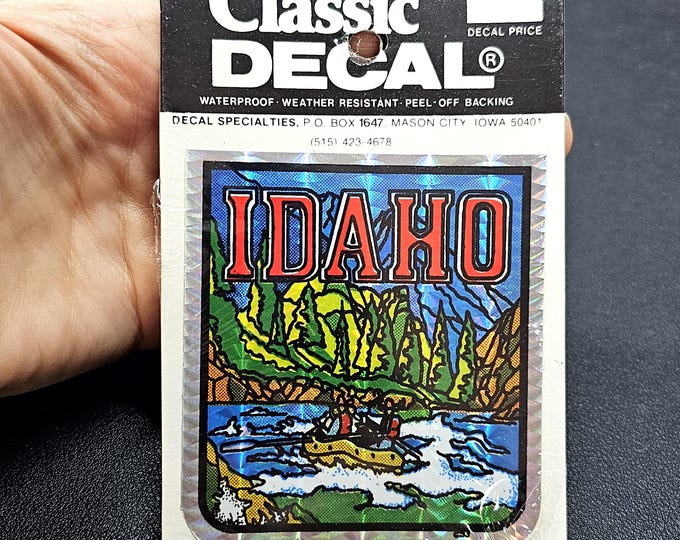 Classic
DECAL®
DECAL PRICE
WATERPROOF · WEATHER RESISTANT · PEEL-OFF BACKING
DECAL SPECIALTIES, P.O. BOX 1647, MASON CITY, IOWA 50401
(515) 423-4678
IDAHO